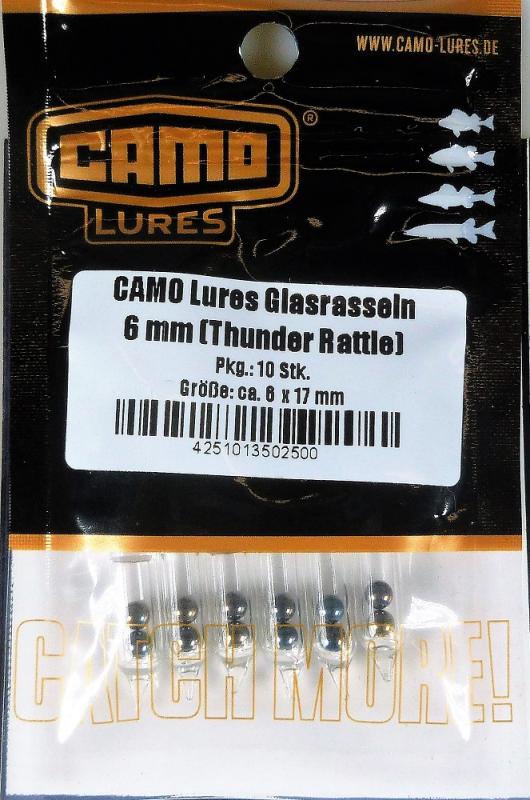 WWW.CAMO-LURES.DE
CAMO
®
LURES
CAMO Lures Glasrasseln
6 mm (Thunder Rattle)
Pkg.: 10 Stk.
Größe: ca. 6 x 17 mm
4251013502500
CATCH MORE!